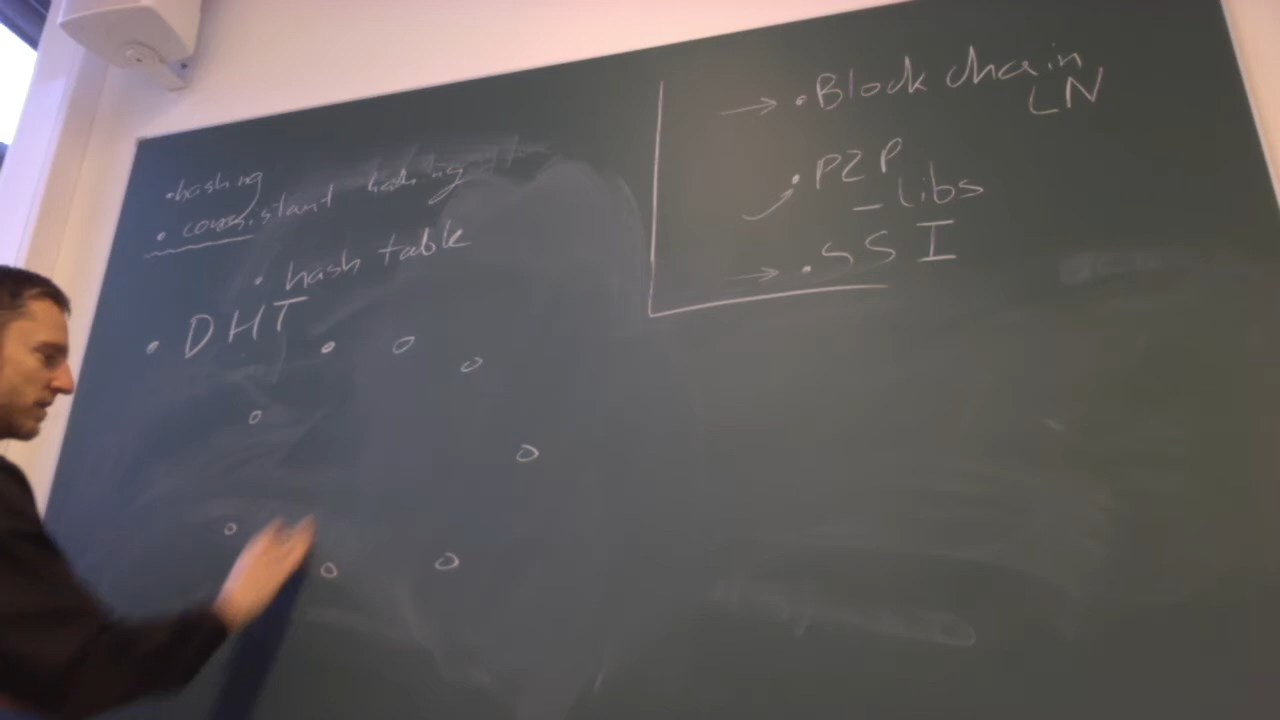 • hashing
• consistant hashing
• hash table
• DHT
→ • Block chain
LN
• P2P
_ libs
→ • SSI